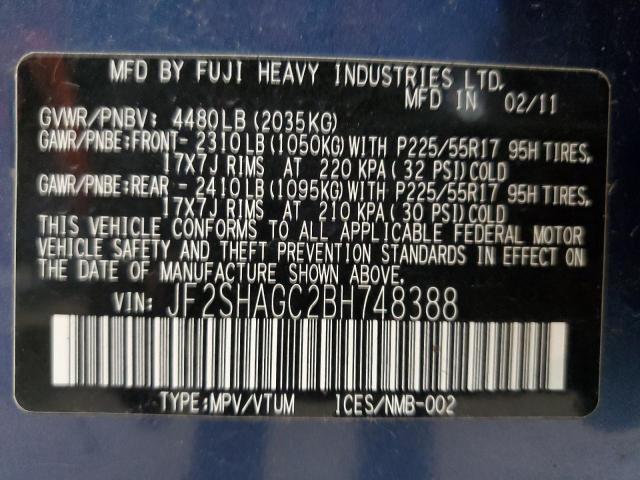 MFD BY FUJI HEAVY INDUSTRIES LTD.
MFD IN 02/11
GVWR/PNBV: 4480LB(2035KG)
GAWR/PNBE:FRONT- 2310LB(1050KG)WITH P225/55R17 95H TIRES,
17X7J RIMS AT 220 KPA(32 PSI)COLD
GAWR/PNBE:REAR - 2410LB(1095KG)WITH P225/55R17 95H TIRES,
17X7J RIMS AT 210 KPA(30 PSI)COLD
THIS VEHICLE CONFORMS TO ALL APPLICABLE FEDERAL MOTOR
VEHICLE SAFETY AND THEFT PREVENTION STANDARDS IN EFFECT ON
THE DATE OF MANUFACTURE SHOWN ABOVE.
VIN: JF2SHAGC2BH748388
TYPE:MPV/VTUM ICES/NMB-002